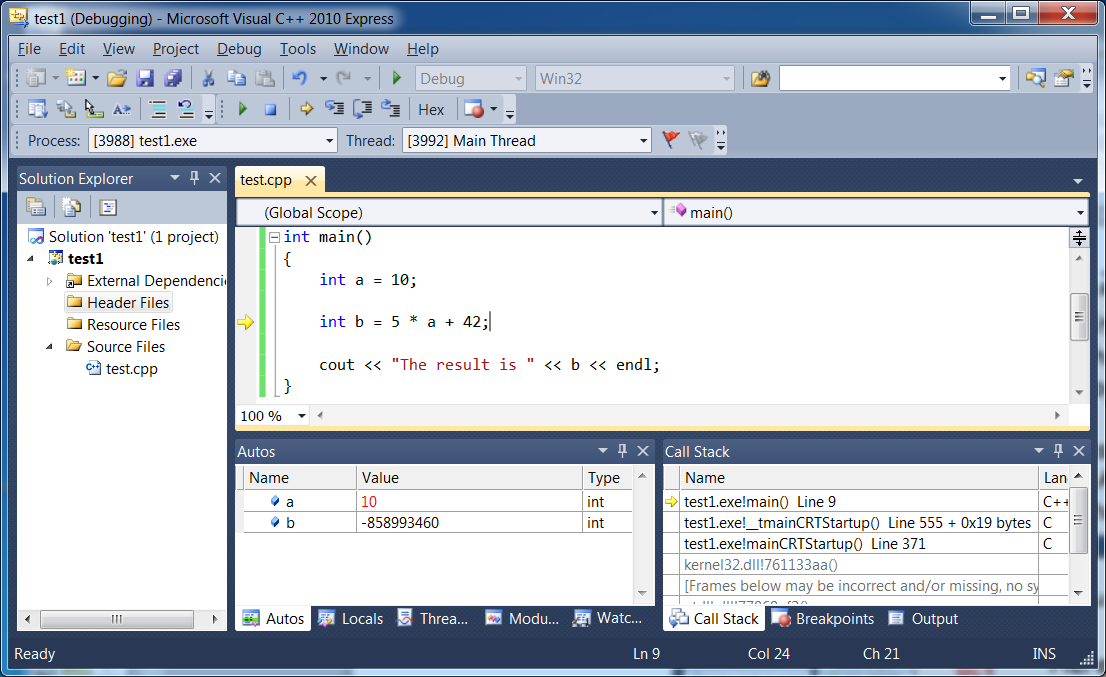 test1 (Debugging) - Microsoft Visual C++ 2010 Express
File Edit View Project Debug Tools Window Help
Debug Win32
Hex
Process: [3988] test1.exe Thread: [3992] Main Thread
Solution Explorer
Solution 'test1' (1 project)
test1
External Dependenci
Header Files
Resource Files
Source Files
test.cpp
test.cpp
(Global Scope) main()
int main()
{
int a = 10;
int b = 5 * a + 42;
cout << "The result is " << b << endl;
}
100 %
Autos
Name Value Type
a 10 int
b -858993460 int
Autos Locals Threa... Modu... Watc...
Call Stack
Name Lan
test1.exe!main() Line 9 C++
test1.exe!__tmainCRTStartup() Line 555 + 0x19 bytes C
test1.exe!mainCRTStartup() Line 371 C
kernel32.dll!761133aa()
[Frames below may be incorrect and/or missing, no sy
Call Stack Breakpoints Output
Ready Ln 9 Col 24 Ch 21 INS